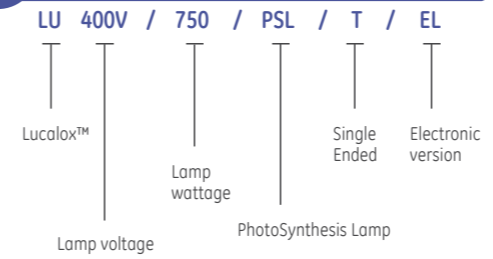 LU 400V / 750 / PSL / T / EL
Lucalox™
Single
Ended
Electronic
version
Lamp
wattage
PhotoSynthesis Lamp
Lamp voltage